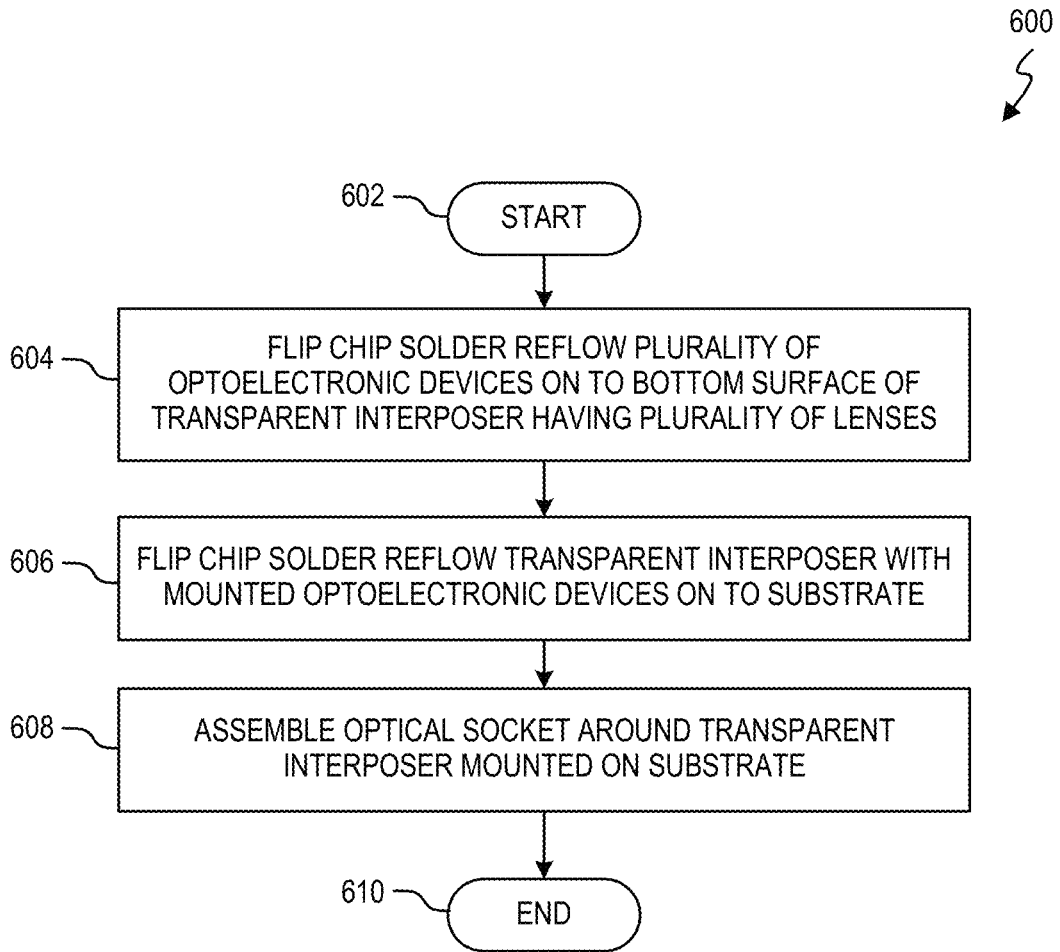 600
602
START
604
FLIP CHIP SOLDER REFLOW PLURALITY OF
OPTOELECTRONIC DEVICES ON TO BOTTOM SURFACE OF
TRANSPARENT INTERPOSER HAVING PLURALITY OF LENSES
606
FLIP CHIP SOLDER REFLOW TRANSPARENT INTERPOSER WITH
MOUNTED OPTOELECTRONIC DEVICES ON TO SUBSTRATE
608
ASSEMBLE OPTICAL SOCKET AROUND TRANSPARENT
INTERPOSER MOUNTED ON SUBSTRATE
610
END